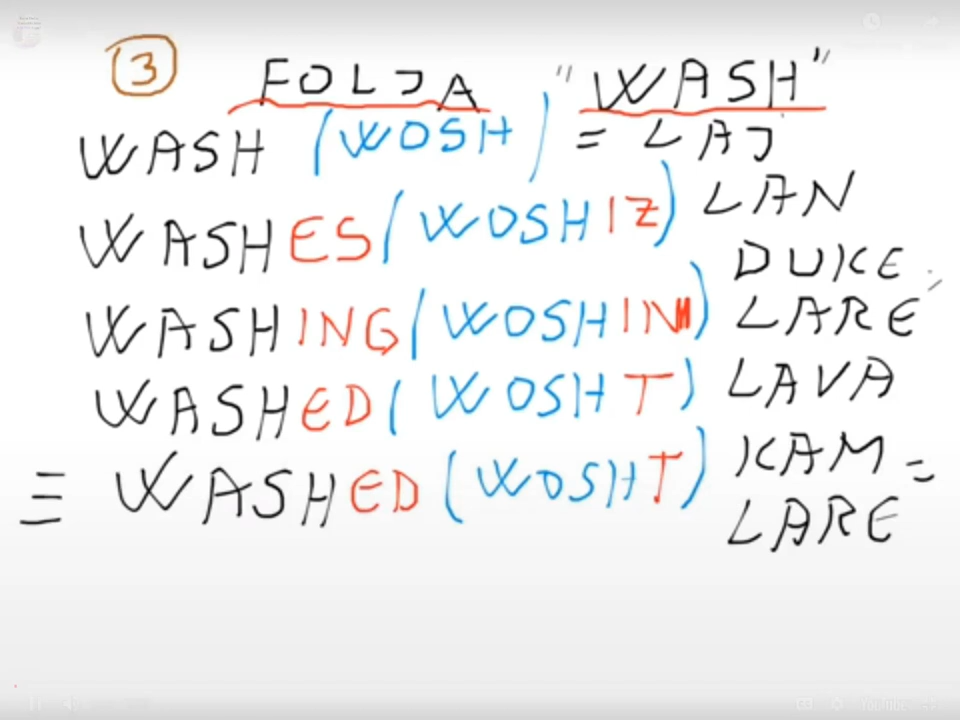 3 FOLJA "WASH"
WASH (WOSH) = LAJ
WASHES (WOSHIZ) LAN
WASHING (WOSHIN) DUKE LARE
WASHED (WOSHT) LAVA
WASHED (WOSHT) KAM = LARE
YouTube